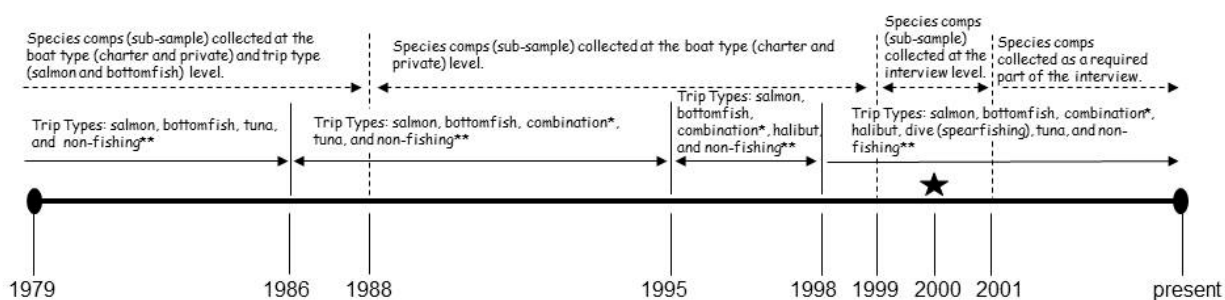 Species comps (sub-sample) collected at the
boat type (charter and private) and trip type
(salmon and bottomfish) level.
Species comps (sub-sample) collected at the boat type (charter and
private) level.
Species comps
(sub-sample)
collected at the
interview level.
Species comps
collected as a required
part of the interview.
Trip Types: salmon, bottomfish, tuna,
and non-fishing**
Trip Types: salmon, bottomfish, combination*,
tuna, and non-fishing**
Trip Types: salmon,
bottomfish,
combination*, halibut,
and non-fishing**
Trip Types: salmon, bottomfish, combination*,
halibut, dive (spearfishing), tuna, and non-
fishing**
1979
1986
1988
1995
1998
1999
2000
2001
present